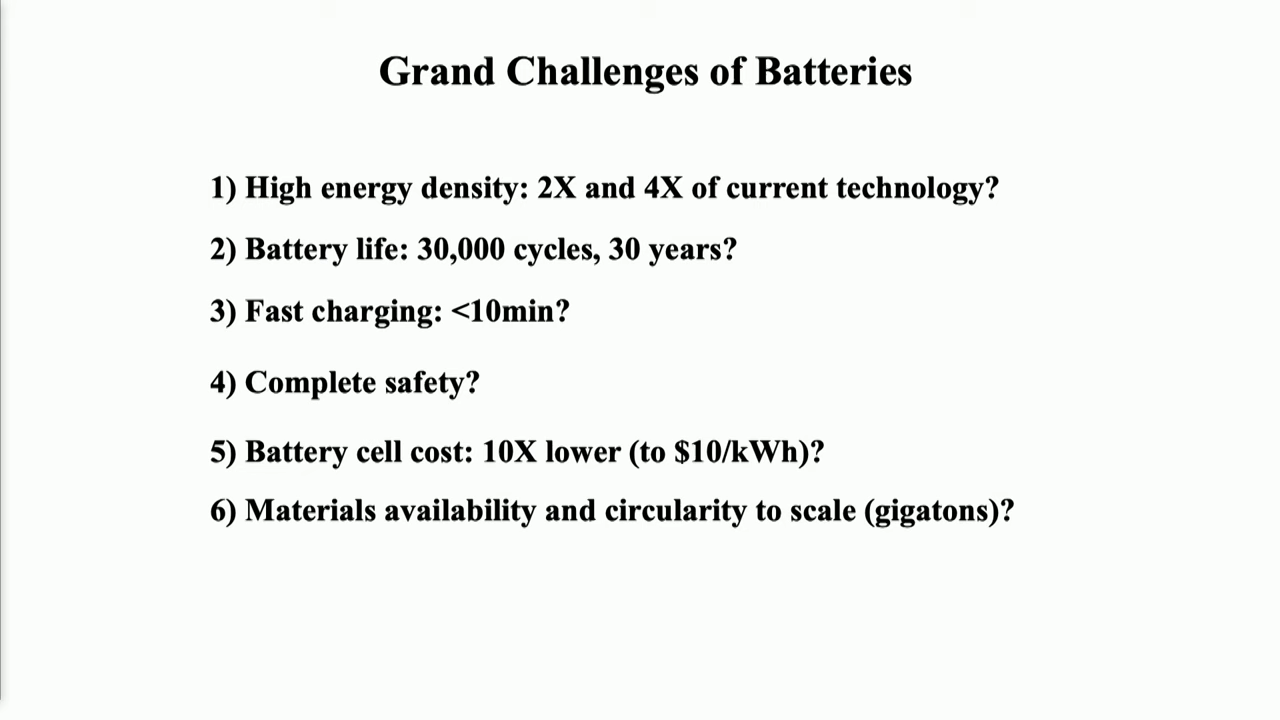 Grand Challenges of Batteries
1) High energy density: 2X and 4X of current technology?
2) Battery life: 30,000 cycles, 30 years?
3) Fast charging: <10min?
4) Complete safety?
5) Battery cell cost: 10X lower (to $10/kWh)?
6) Materials availability and circularity to scale (gigatons)?